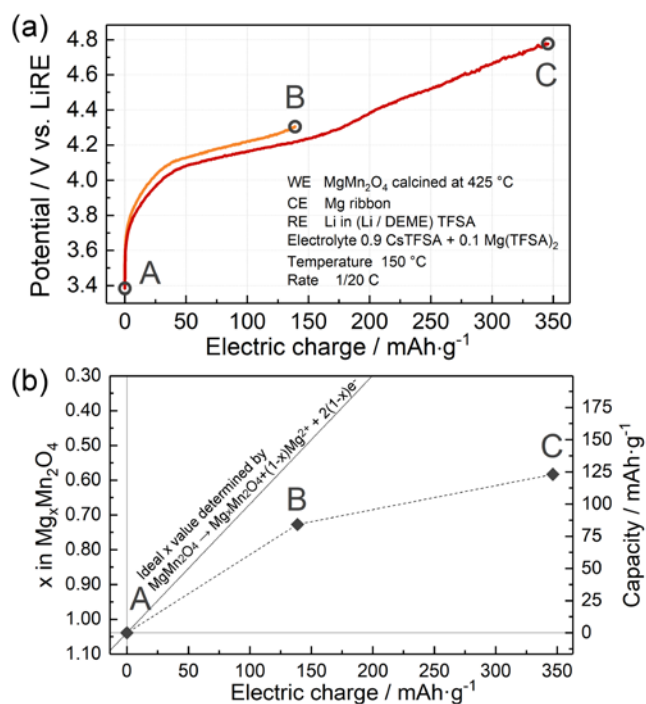 (a)
4.8
4.6
4.4
4.2
4.0
3.8
3.6
3.4
Potential / V vs. LiRE
A
B
C
WE MgMn₂O₄ calcined at 425 °C
CE Mg ribbon
RE Li in (Li / DEME) TFSA
Electrolyte 0.9 CsTFSA + 0.1 Mg(TFSA)₂
Temperature 150 °C
Rate 1/20 C
0 50 100 150 200 250 300 350
Electric charge / mAh·g⁻¹
(b)
0.30
0.40
0.50
0.60
0.70
0.80
0.90
1.00
1.10
x in MgₓMn₂O₄
Ideal x value determined by
MgMn₂O₄ → MgₓMn₂O₄+(1-x)Mg²⁺ + 2(1-x)e⁻
A
B
C
175
150
125
100
75
50
25
0
Capacity / mAh·g⁻¹
0 50 100 150 200 250 300 350
Electric charge / mAh·g⁻¹